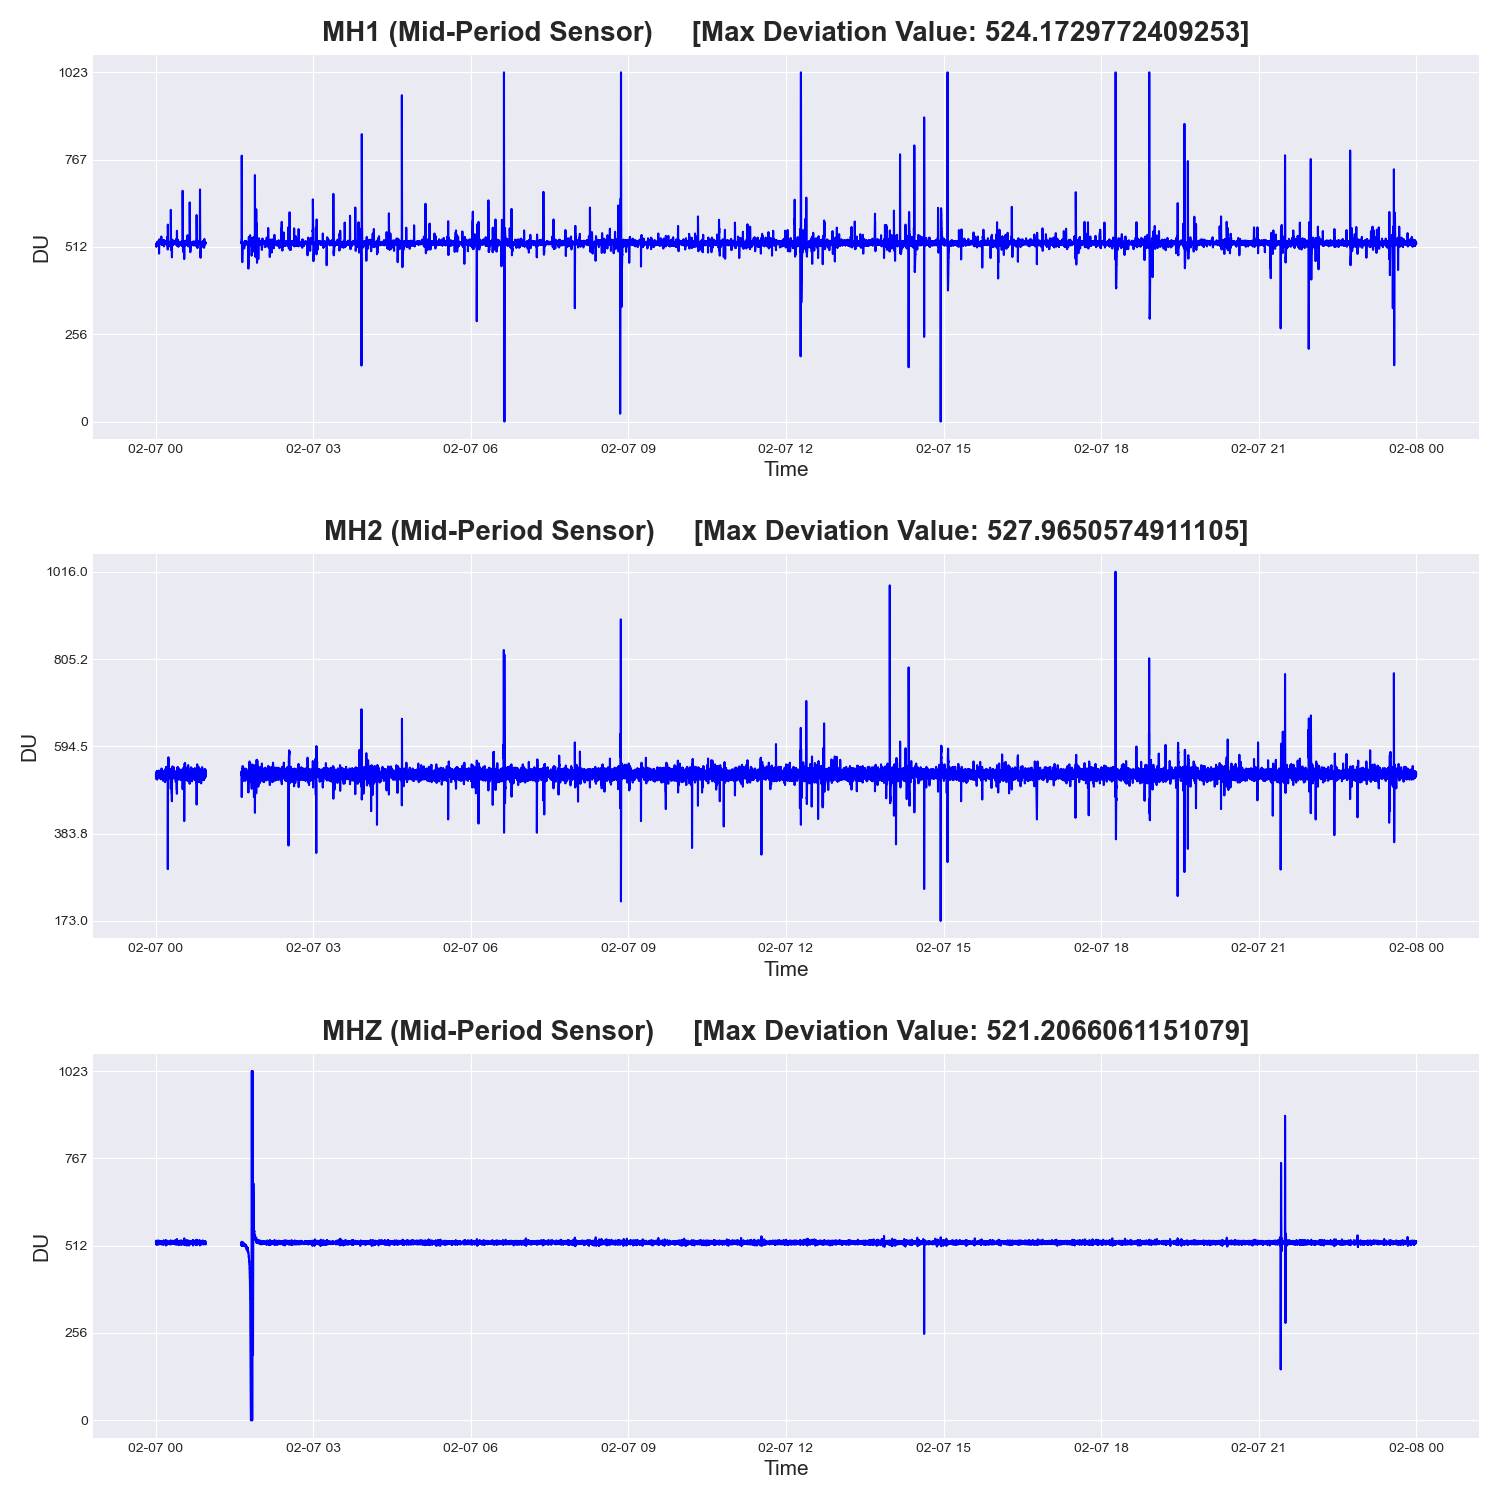 MH1 (Mid-Period Sensor) [Max Deviation Value: 524.1729772409253]
1023
767
512
256
0
DU
02-07 00 02-07 03 02-07 06 02-07 09 02-07 12 02-07 15 02-07 18 02-07 21 02-08 00
Time
MH2 (Mid-Period Sensor) [Max Deviation Value: 527.9650574911105]
1016.0
805.2
594.5
383.8
173.0
DU
02-07 00 02-07 03 02-07 06 02-07 09 02-07 12 02-07 15 02-07 18 02-07 21 02-08 00
Time
MHZ (Mid-Period Sensor) [Max Deviation Value: 521.2066061151079]
1023
767
512
256
0
DU
02-07 00 02-07 03 02-07 06 02-07 09 02-07 12 02-07 15 02-07 18 02-07 21 02-08 00
Time